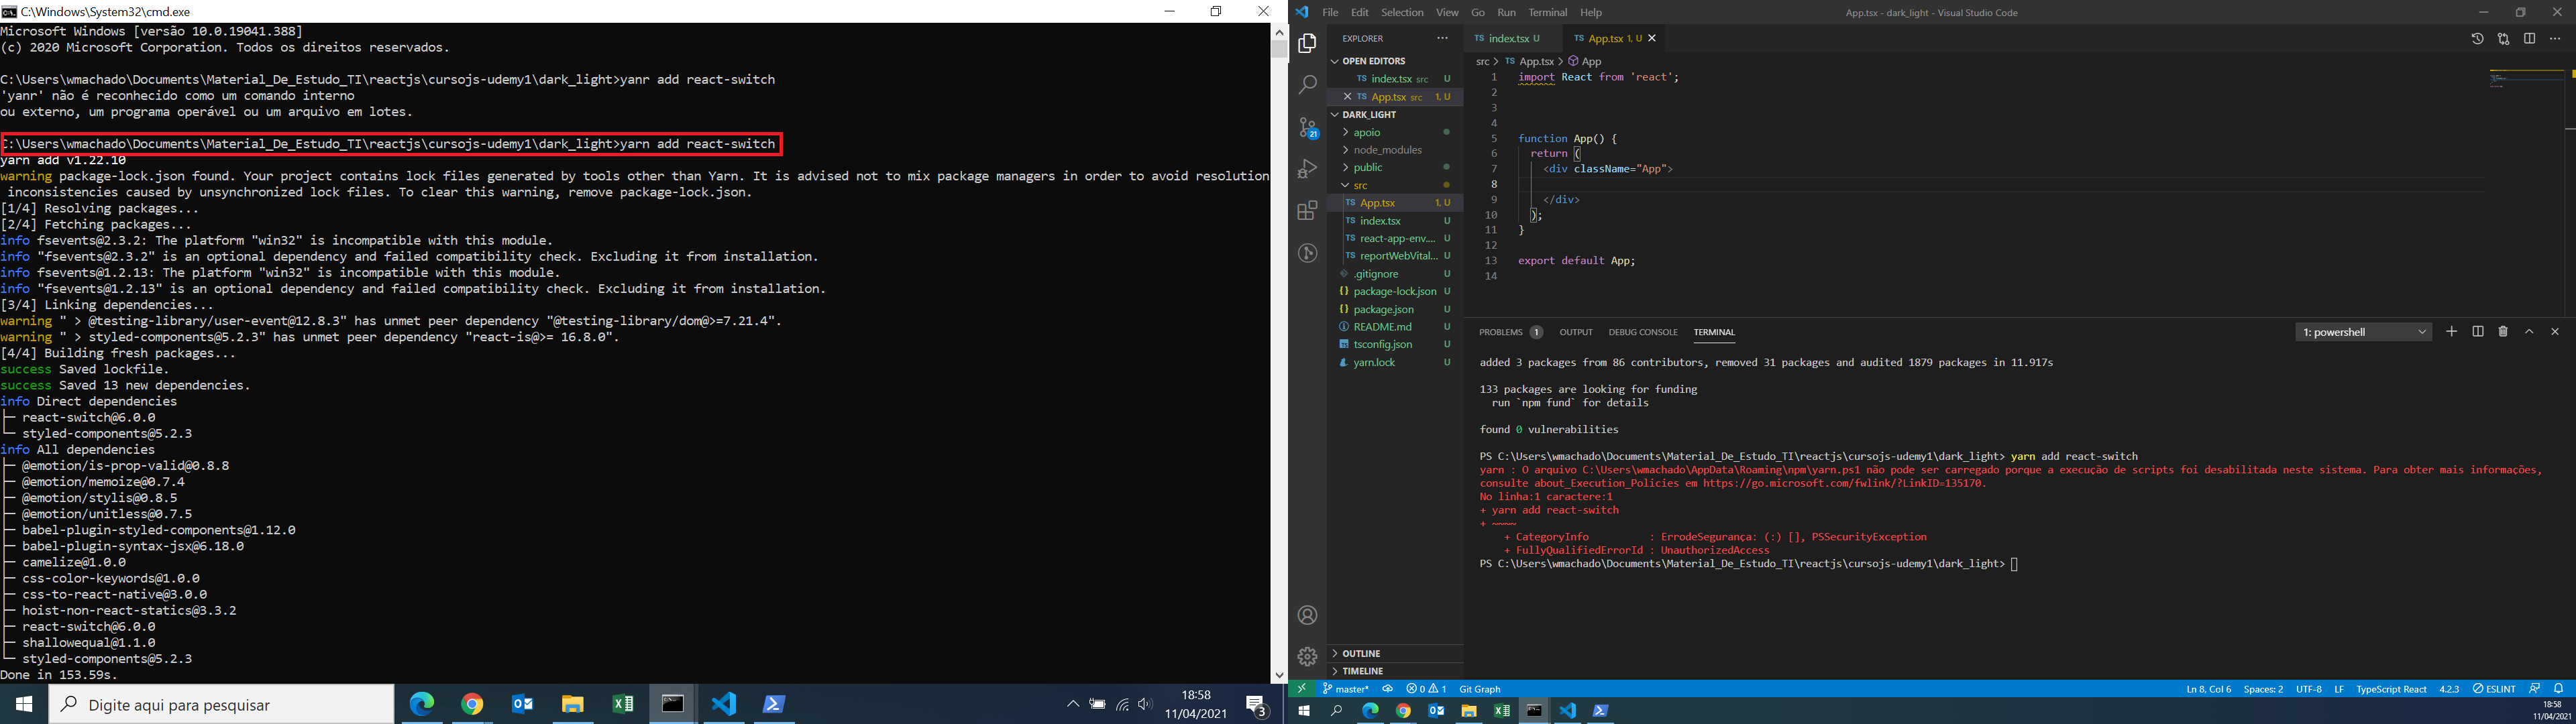 C:\Windows\System32\cmd.exe
Microsoft Windows [versão 10.0.19041.388]
(c) 2020 Microsoft Corporation. Todos os direitos reservados.
C:\Users\wmachado\Documents\Material_De_Estudo_TI\reactjs\cursojs-udemy1\dark_light>yanr add react-switch
'yanr' não é reconhecido como um comando interno
ou externo, um programa operável ou um arquivo em lotes.
C:\Users\wmachado\Documents\Material_De_Estudo_TI\reactjs\cursojs-udemy1\dark_light>yarn add react-switch
yarn add v1.22.10
warning package-lock.json found. Your project contains lock files generated by tools other than Yarn. It is advised not to mix package managers in order to avoid resolution
inconsistencies caused by unsynchronized lock files. To clear this warning, remove package-lock.json.
[1/4] Resolving packages...
[2/4] Fetching packages...
info fsevents@2.3.2: The platform "win32" is incompatible with this module.
info "fsevents@2.3.2" is an optional dependency and failed compatibility check. Excluding it from installation.
info fsevents@1.2.13: The platform "win32" is incompatible with this module.
info "fsevents@1.2.13" is an optional dependency and failed compatibility check. Excluding it from installation.
[3/4] Linking dependencies...
warning " > @testing-library/user-event@12.8.3" has unmet peer dependency "@testing-library/dom@>=7.21.4".
warning " > styled-components@5.2.3" has unmet peer dependency "react-is@>= 16.8.0".
[4/4] Building fresh packages...
success Saved lockfile.
success Saved 13 new dependencies.
info Direct dependencies
├─ react-switch@6.0.0
└─ styled-components@5.2.3
info All dependencies
├─ @emotion/is-prop-valid@0.8.8
├─ @emotion/memoize@0.7.4
├─ @emotion/stylis@0.8.5
├─ @emotion/unitless@0.7.5
├─ babel-plugin-styled-components@1.12.0
├─ babel-plugin-syntax-jsx@6.18.0
├─ camelize@1.0.0
├─ css-color-keywords@1.0.0
├─ css-to-react-native@3.0.0
├─ hoist-non-react-statics@3.3.2
├─ react-switch@6.0.0
├─ shallowequal@1.1.0
└─ styled-components@5.2.3
Done in 153.59s.
Digite aqui para pesquisar
18:58
11/04/2021
3
File Edit Selection View Go Run Terminal Help
App.tsx - dark_light - Visual Studio Code
EXPLORER
OPEN EDITORS
TS index.tsx src U
TS App.tsx src 1, U
DARK_LIGHT
apoio
node_modules
public
src
TS App.tsx 1, U
TS index.tsx U
TS react-app-env.... U
TS reportWebVital... U
.gitignore U
{} package-lock.json U
{} package.json U
README.md U
tsconfig.json U
yarn.lock U
OUTLINE
TIMELINE
21
TS index.tsx U
TS App.tsx 1, U
src > TS App.tsx > App
1 import React from 'react';
2
3
4
5 function App() {
6 return (
7 <div className="App">
8
9 </div>
10 );
11 }
12
13 export default App;
14
PROBLEMS 1 OUTPUT DEBUG CONSOLE TERMINAL
1: powershell
added 3 packages from 86 contributors, removed 31 packages and audited 1879 packages in 11.917s
133 packages are looking for funding
run `npm fund` for details
found 0 vulnerabilities
PS C:\Users\wmachado\Documents\Material_De_Estudo_TI\reactjs\cursojs-udemy1\dark_light> yarn add react-switch
yarn : O arquivo C:\Users\wmachado\AppData\Roaming\npm\yarn.ps1 não pode ser carregado porque a execução de scripts foi desabilitada neste sistema. Para obter mais informações,
consulte about_Execution_Policies em https://go.microsoft.com/fwlink/?LinkID=135170.
No linha:1 caractere:1
+ yarn add react-switch
+ ~~~~
+ CategoryInfo : ErrodeSegurança: (:) [], PSSecurityException
+ FullyQualifiedErrorId : UnauthorizedAccess
PS C:\Users\wmachado\Documents\Material_De_Estudo_TI\reactjs\cursojs-udemy1\dark_light>
master* 0 1 Git Graph
Ln 8, Col 6 Spaces: 2 UTF-8 LF TypeScript React 4.2.3 ESLINT
18:58
11/04/2021